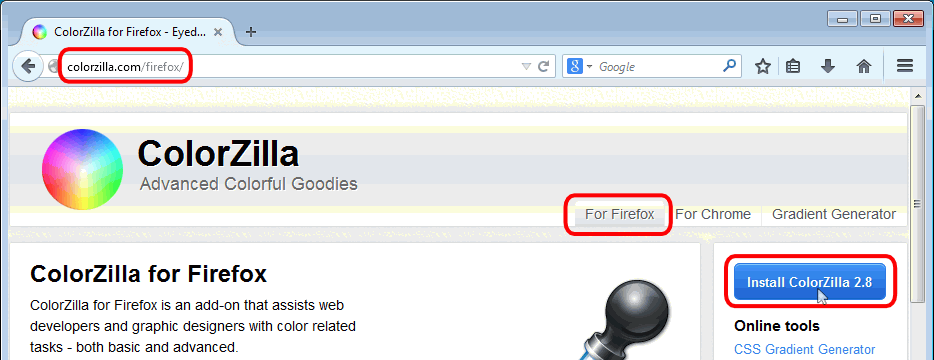 ColorZilla for Firefox - Eyed...
colorzilla.com/firefox/
Google
ColorZilla
Advanced Colorful Goodies
For Firefox For Chrome Gradient Generator
ColorZilla for Firefox
ColorZilla for Firefox is an add-on that assists web
developers and graphic designers with color related
tasks - both basic and advanced.
Install ColorZilla 2.8
Online tools
CSS Gradient Generator